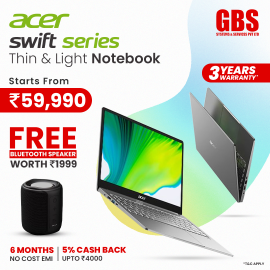 acer
swift series
Thin & Light Notebook
GBS
SYSTEMS & SERVICES PVT LTD
Starts From
₹59,990
3 YEARS
WARRANTY*
FREE
BLUETOOTH SPEAKER
WORTH ₹1999
acer
6 MONTHS
NO COST EMI
5% CASH BACK
UPTO ₹4000
*T&C APPLY